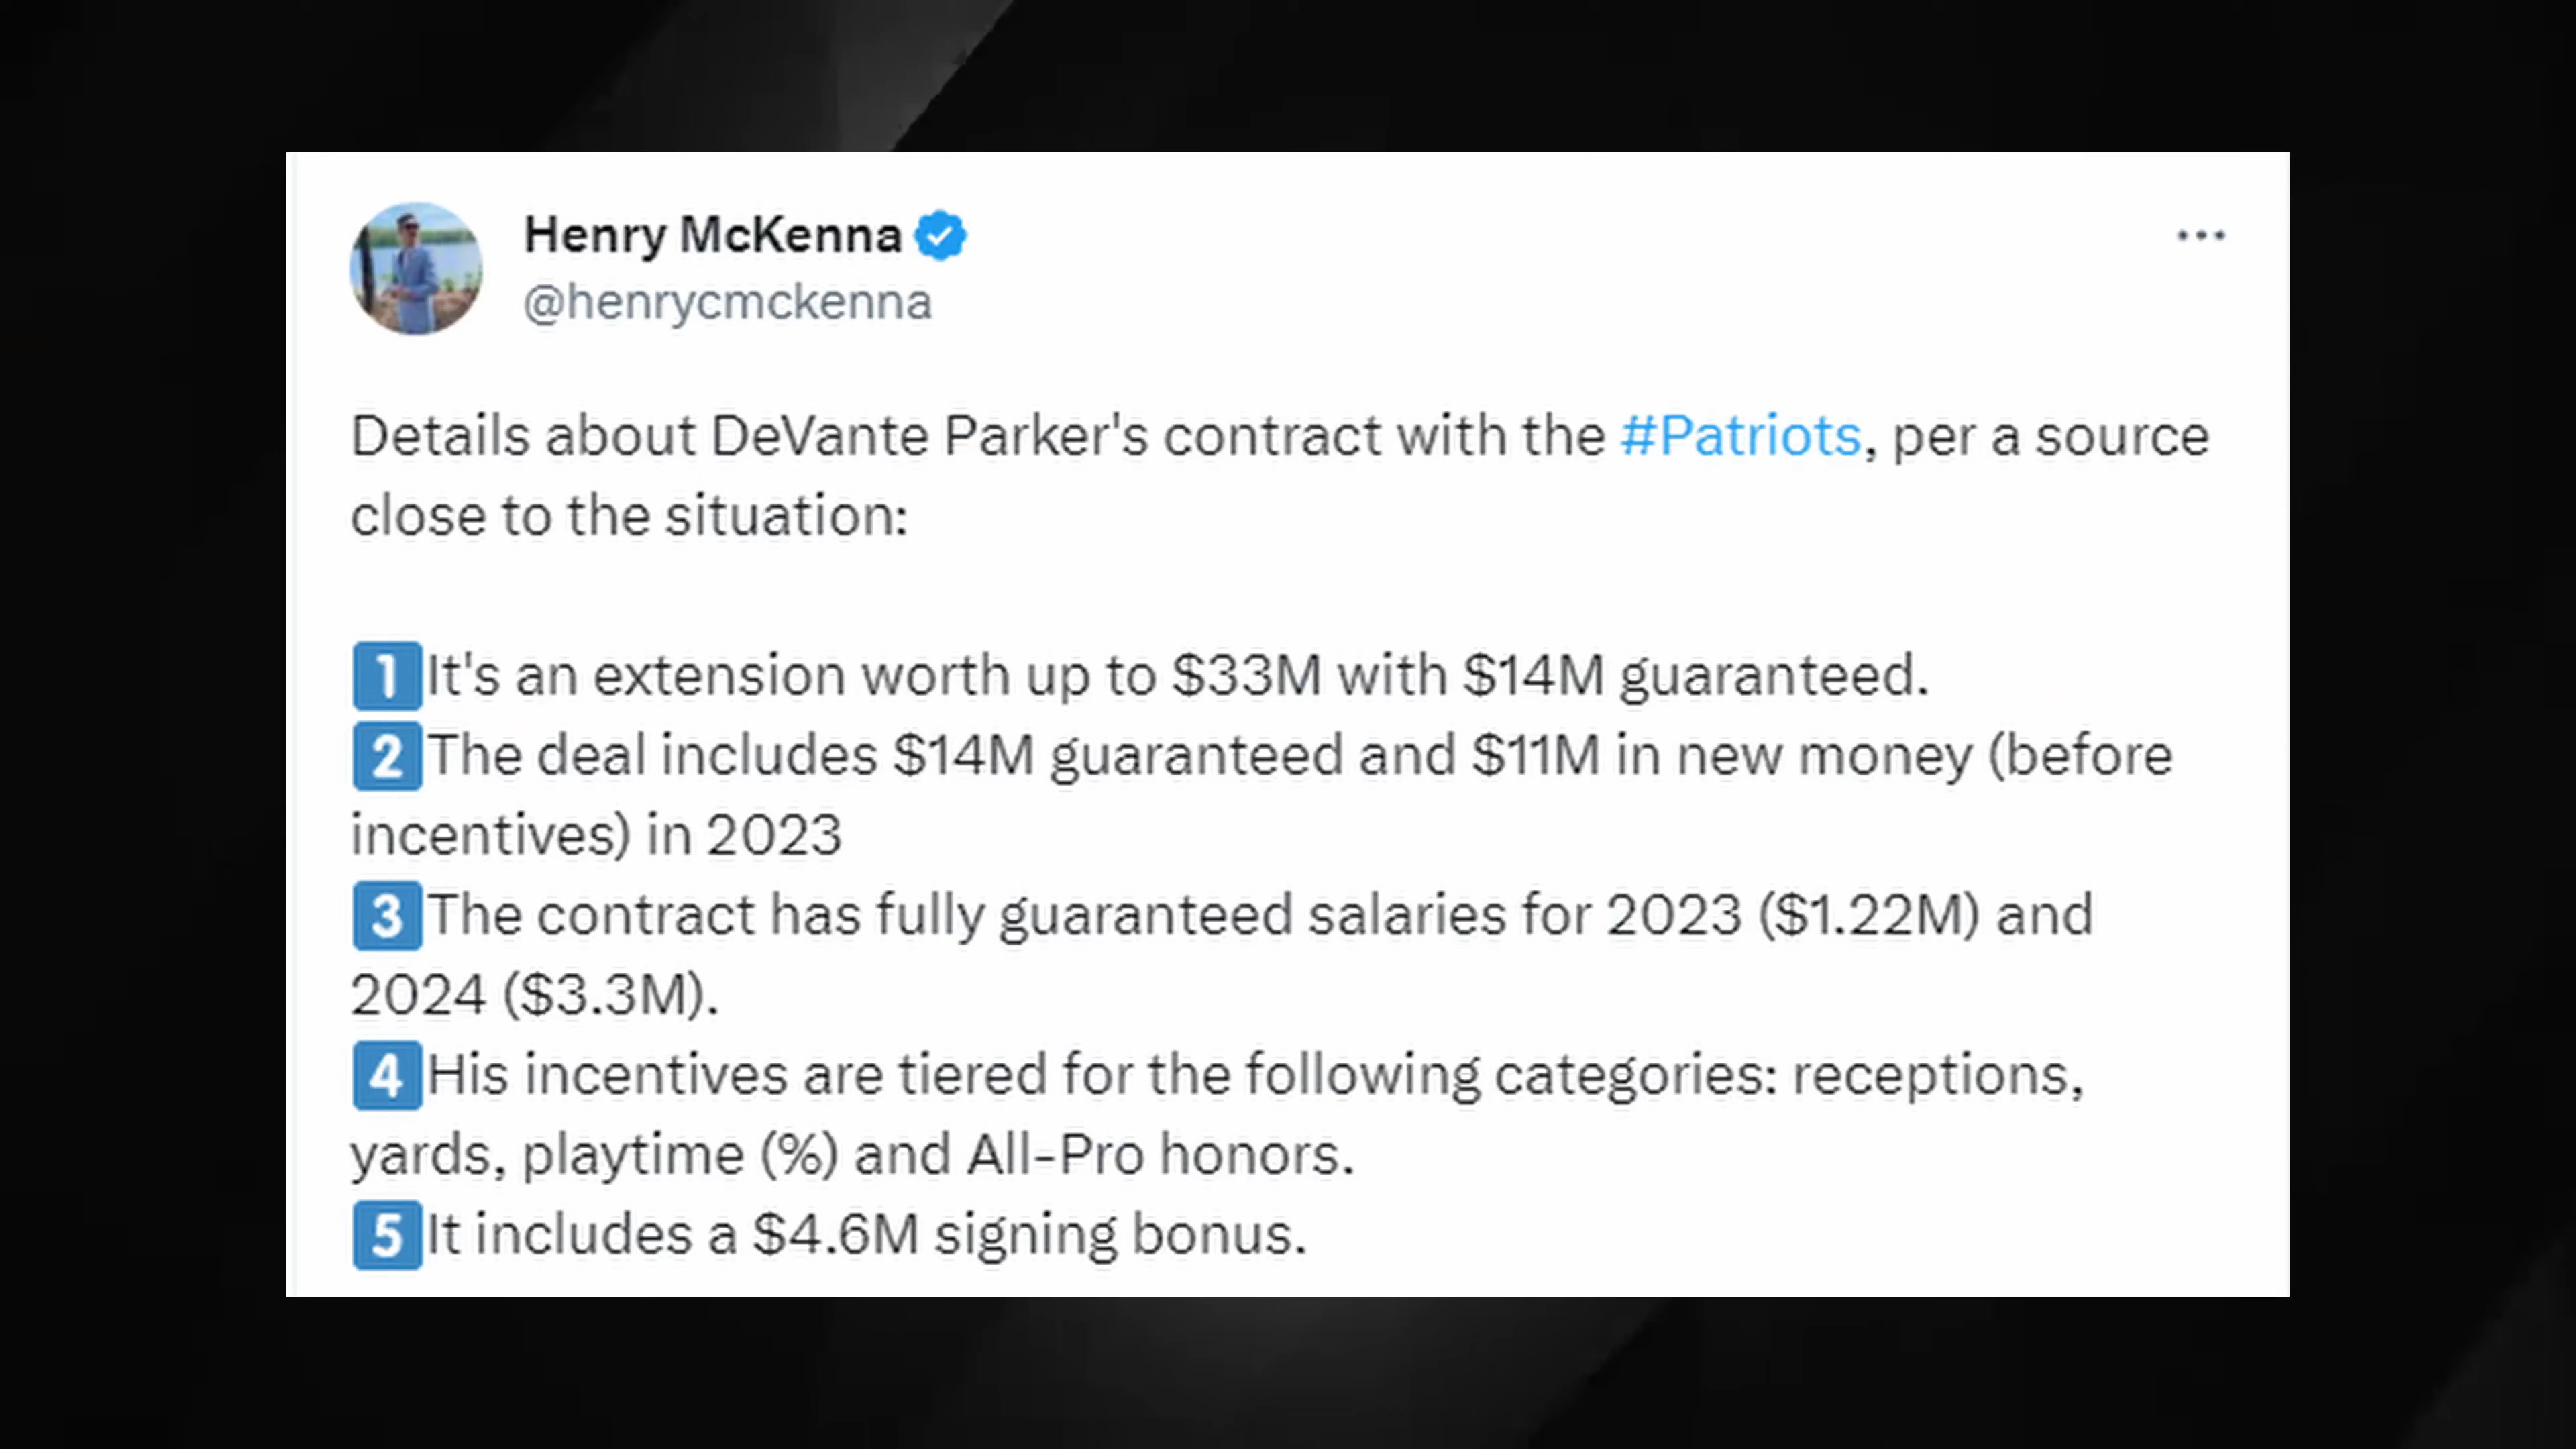 Henry McKenna
@henrycmckenna
Details about DeVante Parker's contract with the #Patriots, per a source
close to the situation:
1 It's an extension worth up to $33M with $14M guaranteed.
2 The deal includes $14M guaranteed and $11M in new money (before
incentives) in 2023
3 The contract has fully guaranteed salaries for 2023 ($1.22M) and
2024 ($3.3M).
4 His incentives are tiered for the following categories: receptions,
yards, playtime (%) and All-Pro honors.
5 It includes a $4.6M signing bonus.